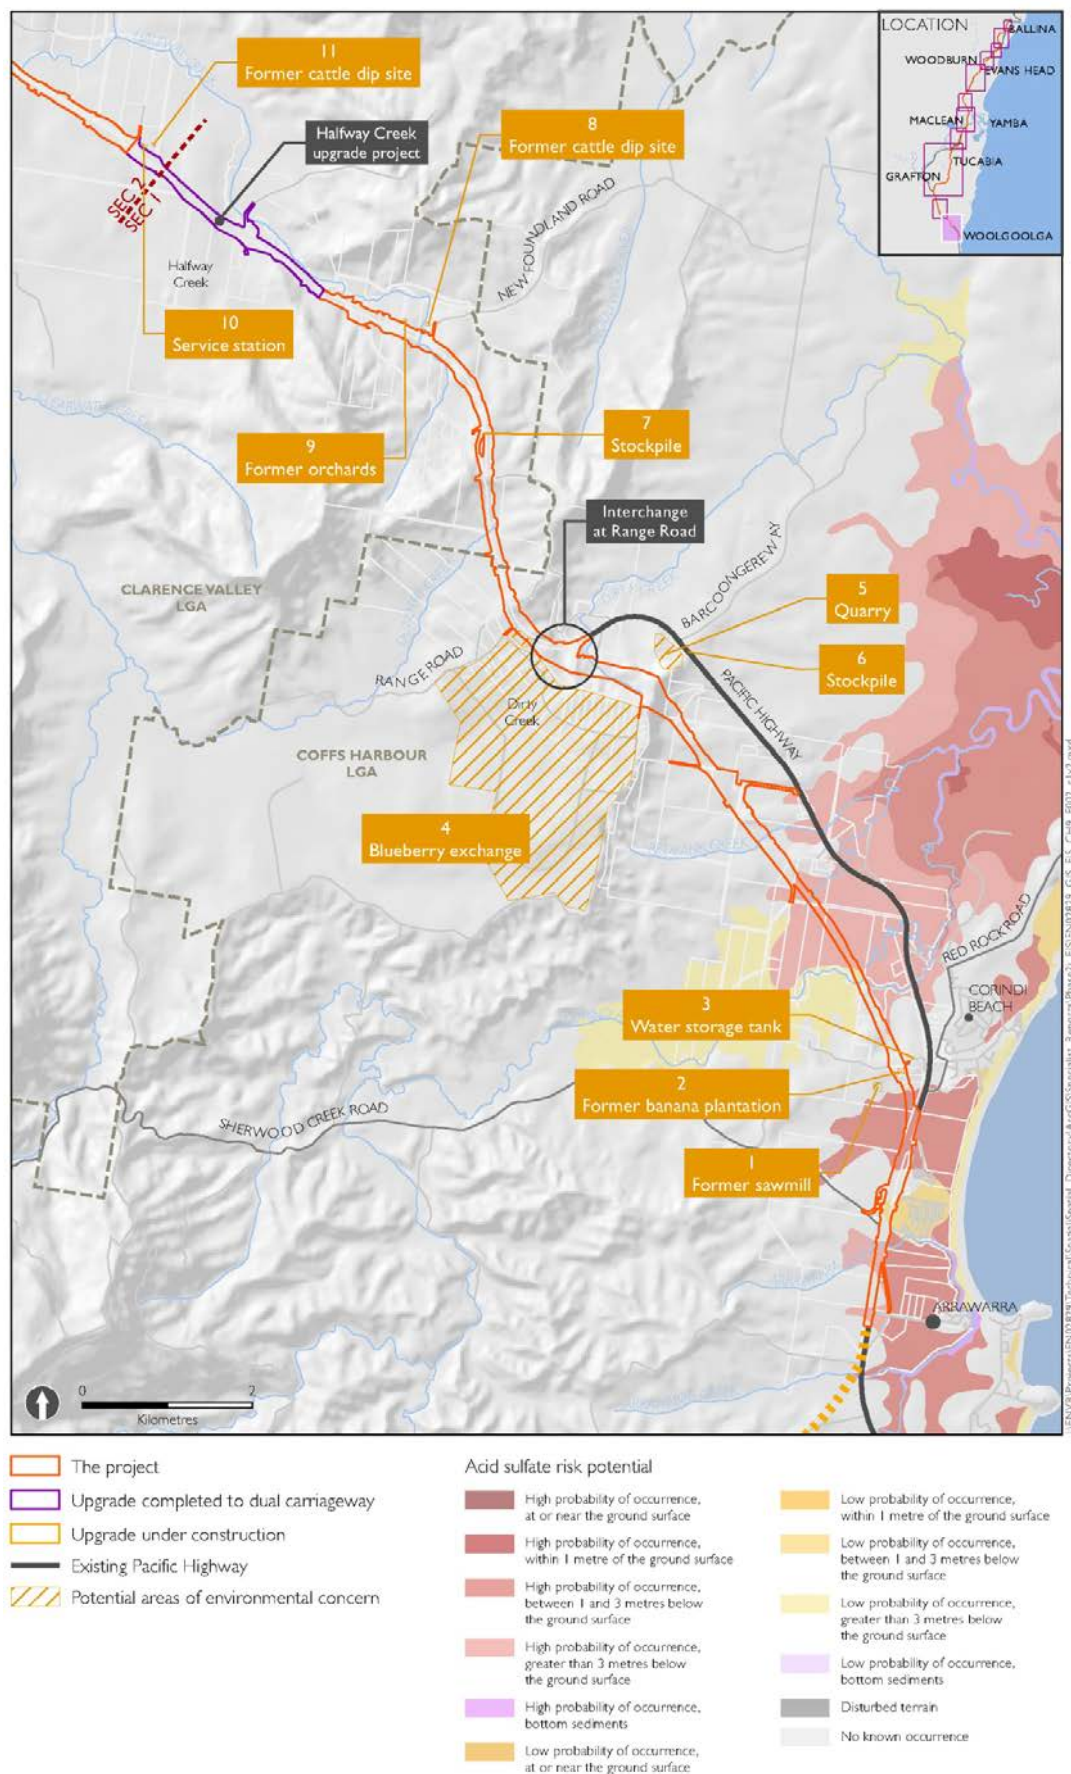 LOCATION
BALLINA
WOODBURN
EVANS HEAD
MACLEAN
YAMBA
TUCABIA
GRAFTON
WOOLGOOLGA
11
Former cattle dip site
Halfway Creek
upgrade project
8
Former cattle dip site
SEC 2
SEC 1
NEW FOUNDLAND ROAD
Halfway
Creek
10
Service station
9
Former orchards
7
Stockpile
Interchange
at Range Road
BARCOONGERE WAY
CLARENCE VALLEY
LGA
5
Quarry
6
Stockpile
RANGE ROAD
Dirty
Creek
PACIFIC HIGHWAY
COFFS HARBOUR
LGA
4
Blueberry exchange
RED ROCK ROAD
CORINDI
BEACH
3
Water storage tank
2
Former banana plantation
SHERWOOD CREEK ROAD
1
Former sawmill
ARRAWARRA
0 2
Kilometres
The project
Upgrade completed to dual carriageway
Upgrade under construction
Existing Pacific Highway
Potential areas of environmental concern
Acid sulfate risk potential
High probability of occurrence,
at or near the ground surface
High probability of occurrence,
within 1 metre of the ground surface
High probability of occurrence,
between 1 and 3 metres below
the ground surface
High probability of occurrence,
greater than 3 metres below
the ground surface
High probability of occurrence,
bottom sediments
Low probability of occurrence,
at or near the ground surface
Low probability of occurrence,
within 1 metre of the ground surface
Low probability of occurrence,
between 1 and 3 metres below
the ground surface
Low probability of occurrence,
greater than 3 metres below
the ground surface
Low probability of occurrence,
bottom sediments
Disturbed terrain
No known occurrence